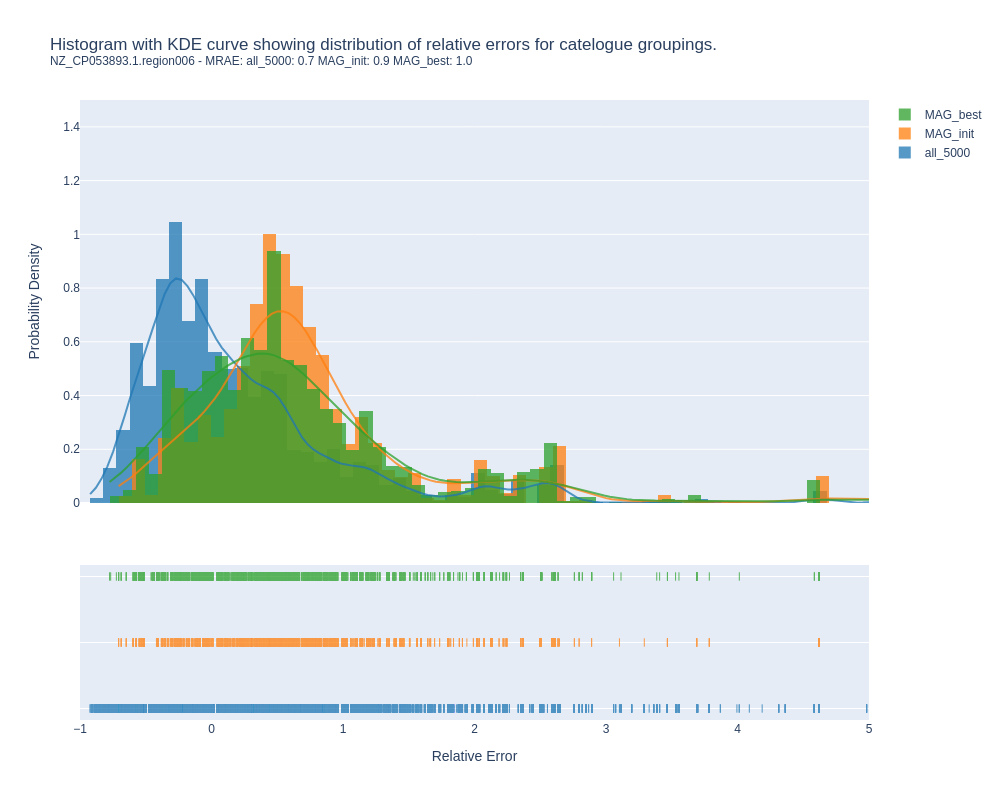 Histogram with KDE curve showing distribution of relative errors for catelogue groupings.
NZ_CP053893.1.region006 - MRAE: all_5000: 0.7 MAG_init: 0.9 MAG_best: 1.0
MAG_best
MAG_init
all_5000
Probability Density
1.4
1.2
1
0.8
0.6
0.4
0.2
0
−1
0
1
2
3
4
5
Relative Error